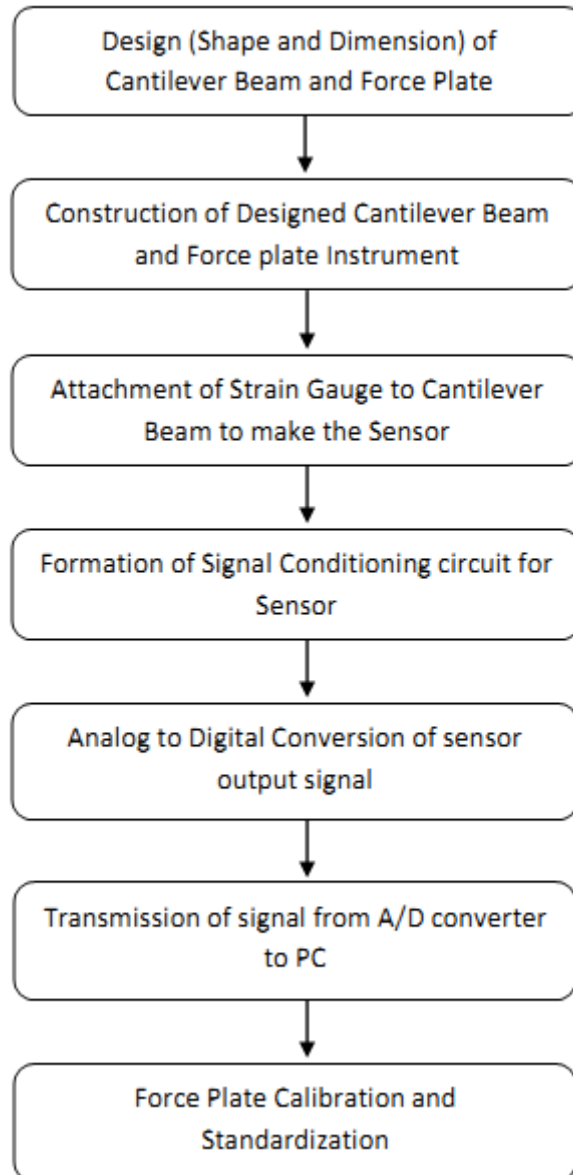 Design (Shape and Dimension) of
Cantilever Beam and Force Plate
Construction of Designed Cantilever Beam
and Force plate Instrument
Attachment of Strain Gauge to Cantilever
Beam to make the Sensor
Formation of Signal Conditioning circuit for
Sensor
Analog to Digital Conversion of sensor
output signal
Transmission of signal from A/D converter
to PC
Force Plate Calibration and
Standardization